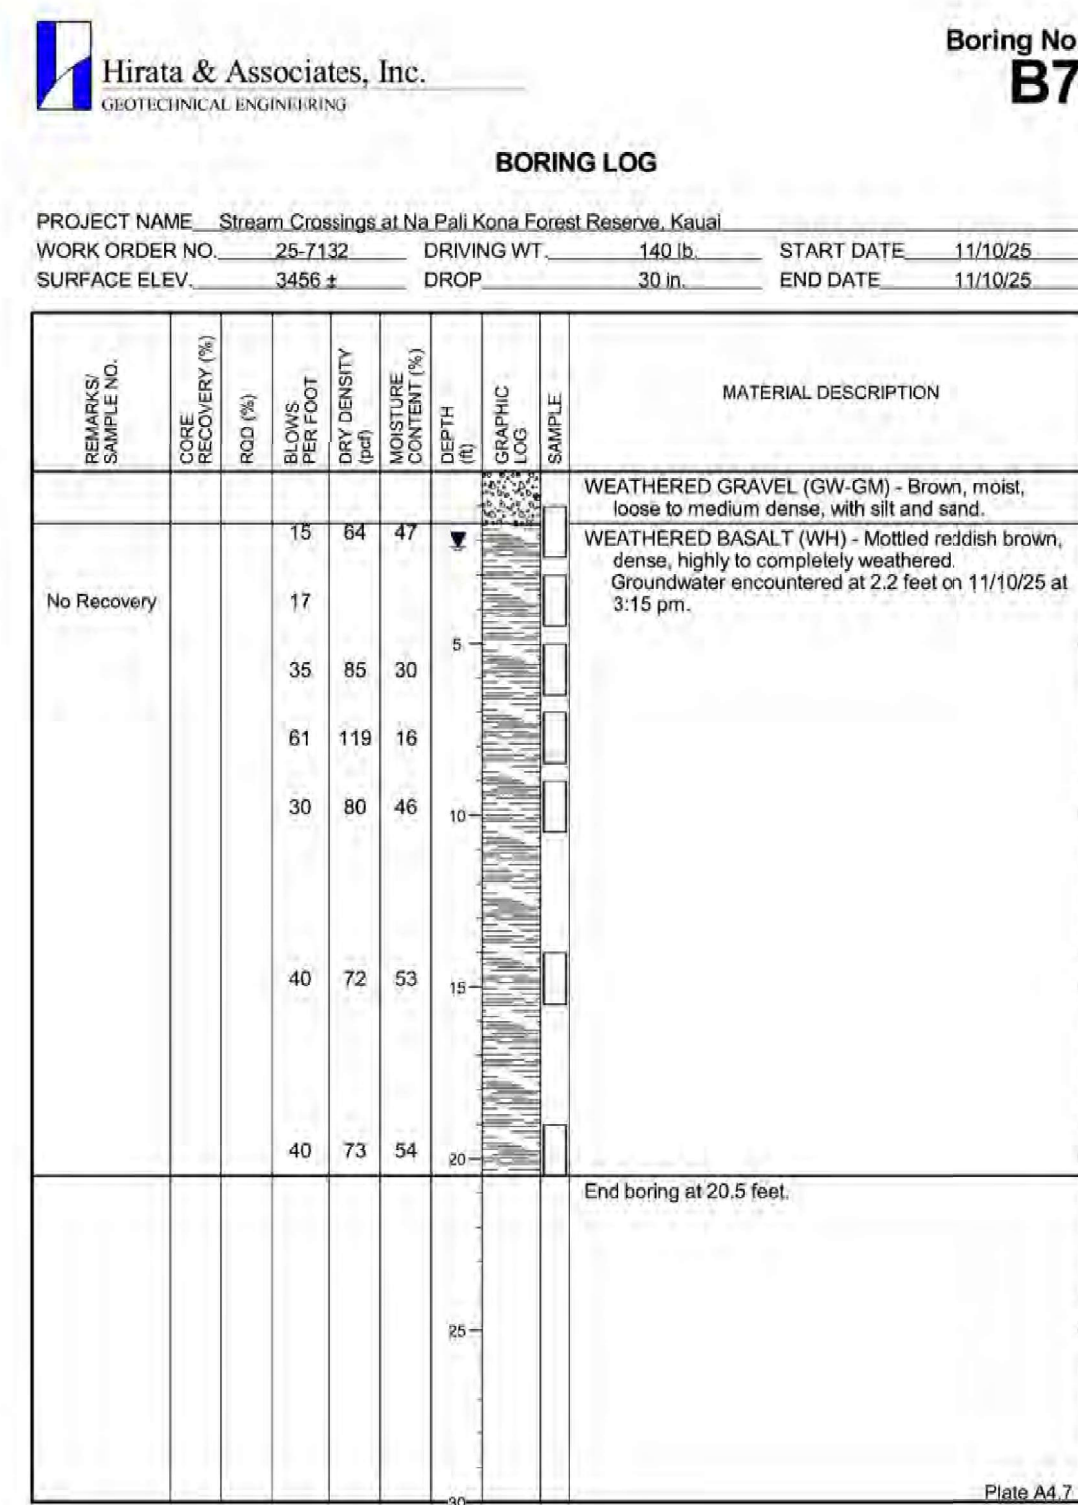 Hirata & Associates, Inc.
GEOTECHNICAL ENGINEERING
Boring No
B7
BORING LOG
PROJECT NAME Stream Crossings at Na Pali Kona Forest Reserve, Kauai
WORK ORDER NO. 25-7132 DRIVING WT. 140 lb. START DATE 11/10/25
SURFACE ELEV. 3456 ± DROP 30 in. END DATE 11/10/25
REMARKS/
SAMPLE NO.
CORE
RECOVERY (%)
RQD (%)
BLOWS
PER FOOT
DRY DENSITY
(pcf)
MOISTURE
CONTENT (%)
DEPTH
(ft)
GRAPHIC
LOG
SAMPLE
MATERIAL DESCRIPTION
WEATHERED GRAVEL (GW-GM) - Brown, moist,
loose to medium dense, with silt and sand.
15 64 47
WEATHERED BASALT (WH) - Mottled reddish brown,
dense, highly to completely weathered.
Groundwater encountered at 2.2 feet on 11/10/25 at
3:15 pm.
No Recovery 17
5
35 85 30
61 119 16
30 80 46 10
40 72 53 15
40 73 54 20
End boring at 20.5 feet.
25
30
Plate A4.7